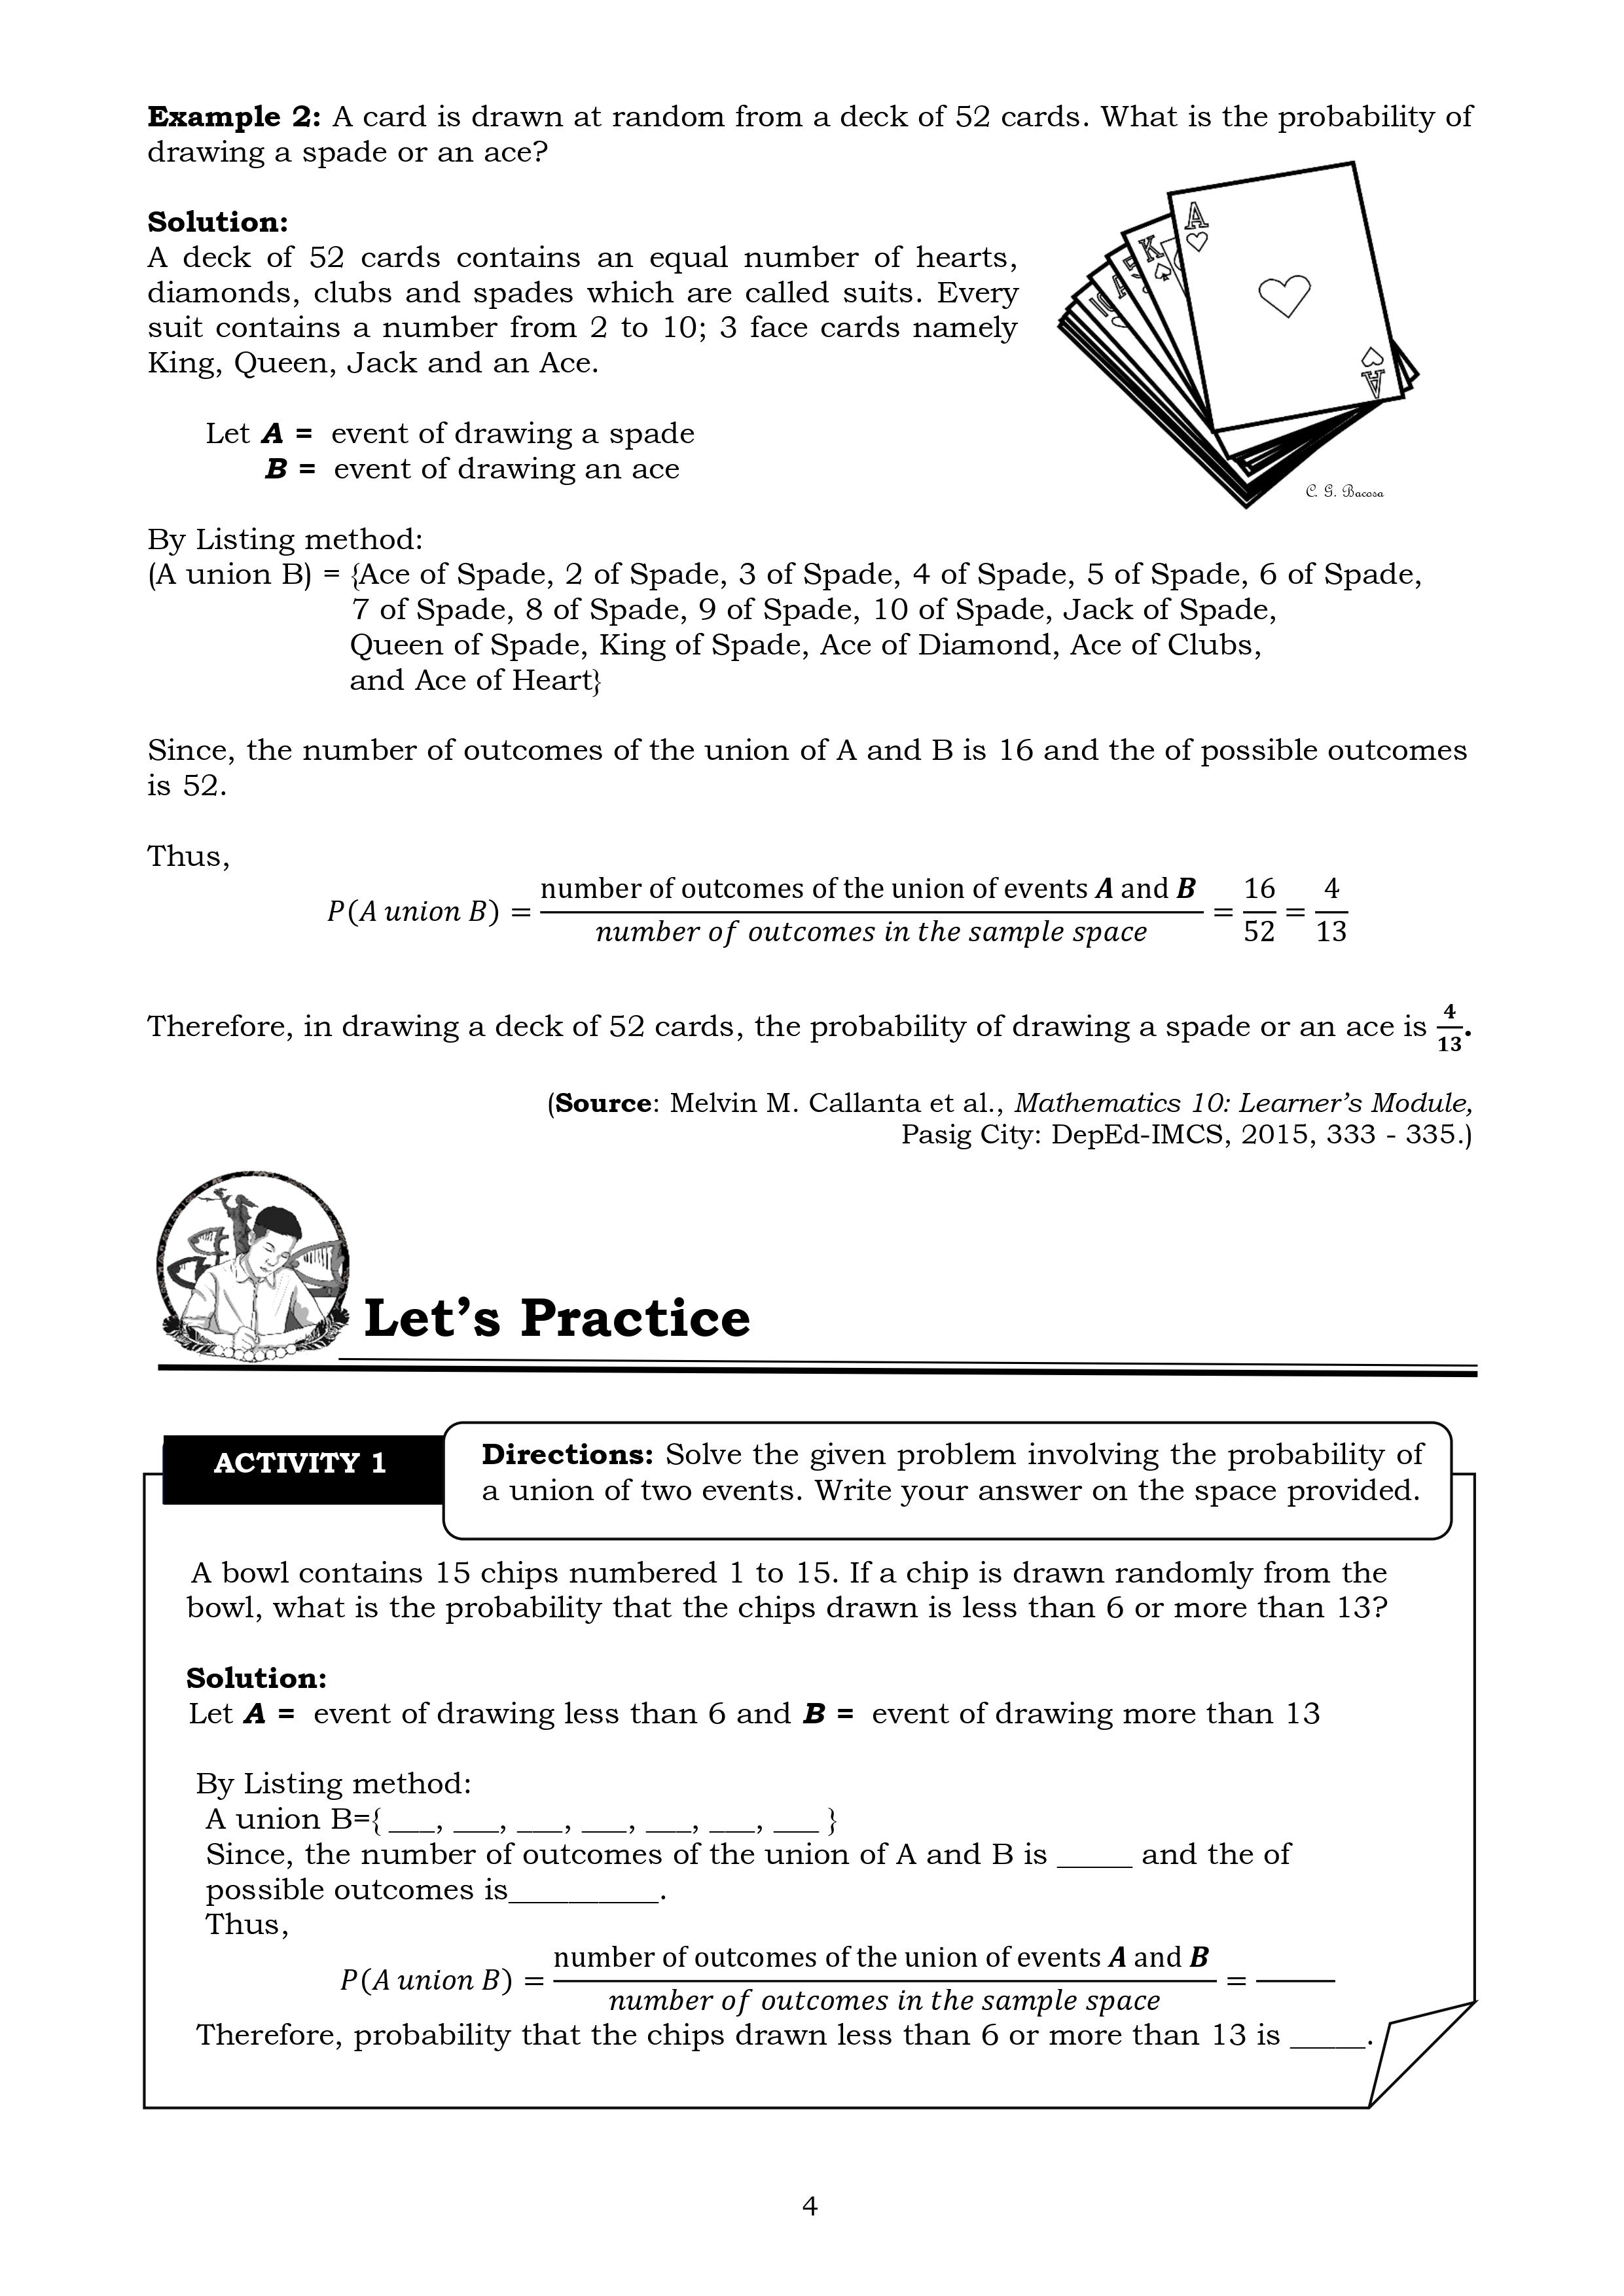 Example 2: A card is drawn at random from a deck of 52 cards. What is the probability of
drawing a spade or an ace?
Solution:
A deck of 52 cards contains an equal number of hearts,
diamonds, clubs and spades which are called suits. Every
suit contains a number from 2 to 10; 3 face cards namely
King, Queen, Jack and an Ace.
A
K
A
10
A
C. G. Bacosa
Let A = event of drawing a spade
B = event of drawing an ace
By Listing method:
(A union B) = {Ace of Spade, 2 of Spade, 3 of Spade, 4 of Spade, 5 of Spade, 6 of Spade,
7 of Spade, 8 of Spade, 9 of Spade, 10 of Spade, Jack of Spade,
Queen of Spade, King of Spade, Ace of Diamond, Ace of Clubs,
and Ace of Heart}
Since, the number of outcomes of the union of A and B is 16 and the of possible outcomes
is 52.
Thus,
P(A union B) = number of outcomes of the union of events A and B / number of outcomes in the sample space = 16/52 = 4/13
Therefore, in drawing a deck of 52 cards, the probability of drawing a spade or an ace is 4/13.
(Source: Melvin M. Callanta et al., Mathematics 10: Learner's Module,
Pasig City: DepEd-IMCS, 2015, 333 - 335.)
Let's Practice
ACTIVITY 1
Directions: Solve the given problem involving the probability of
a union of two events. Write your answer on the space provided.
A bowl contains 15 chips numbered 1 to 15. If a chip is drawn randomly from the
bowl, what is the probability that the chips drawn is less than 6 or more than 13?
Solution:
Let A = event of drawing less than 6 and B = event of drawing more than 13
By Listing method:
A union B={ ___, ___, ___, ___, ___, ___, ___ }
Since, the number of outcomes of the union of A and B is _____ and the of
possible outcomes is__________.
Thus,
P(A union B) = number of outcomes of the union of events A and B / number of outcomes in the sample space = ____
Therefore, probability that the chips drawn less than 6 or more than 13 is _____.
4